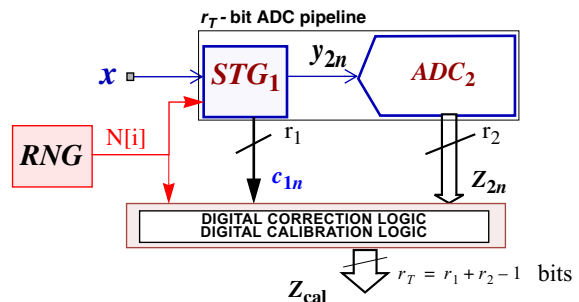 r_T - bit ADC pipeline
x
STG_1
y_2n
ADC_2
RNG
N[i]
r_1
r_2
c_1n
Z_2n
DIGITAL CORRECTION LOGIC
DIGITAL CALIBRATION LOGIC
Z_cal
r_T = r_1 + r_2 – 1 bits